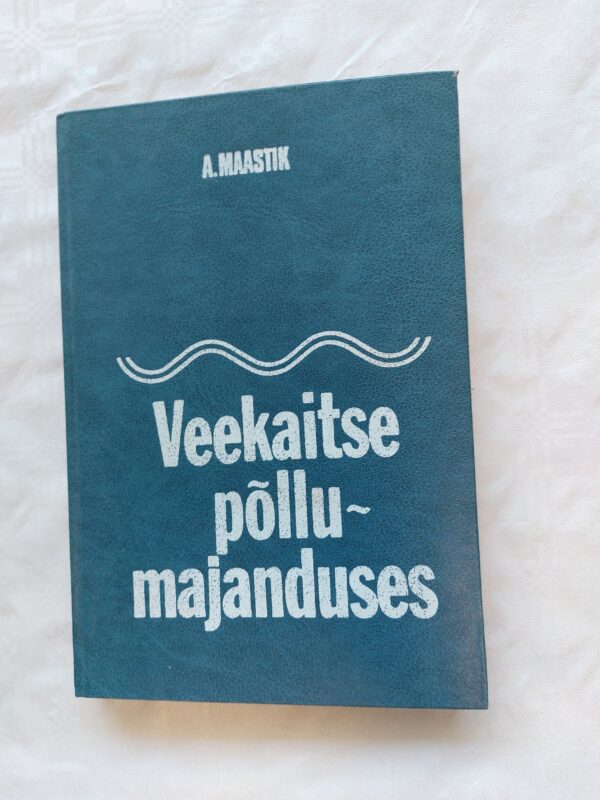 A. MAASTIK
Veekaitse
põllu~
majanduses